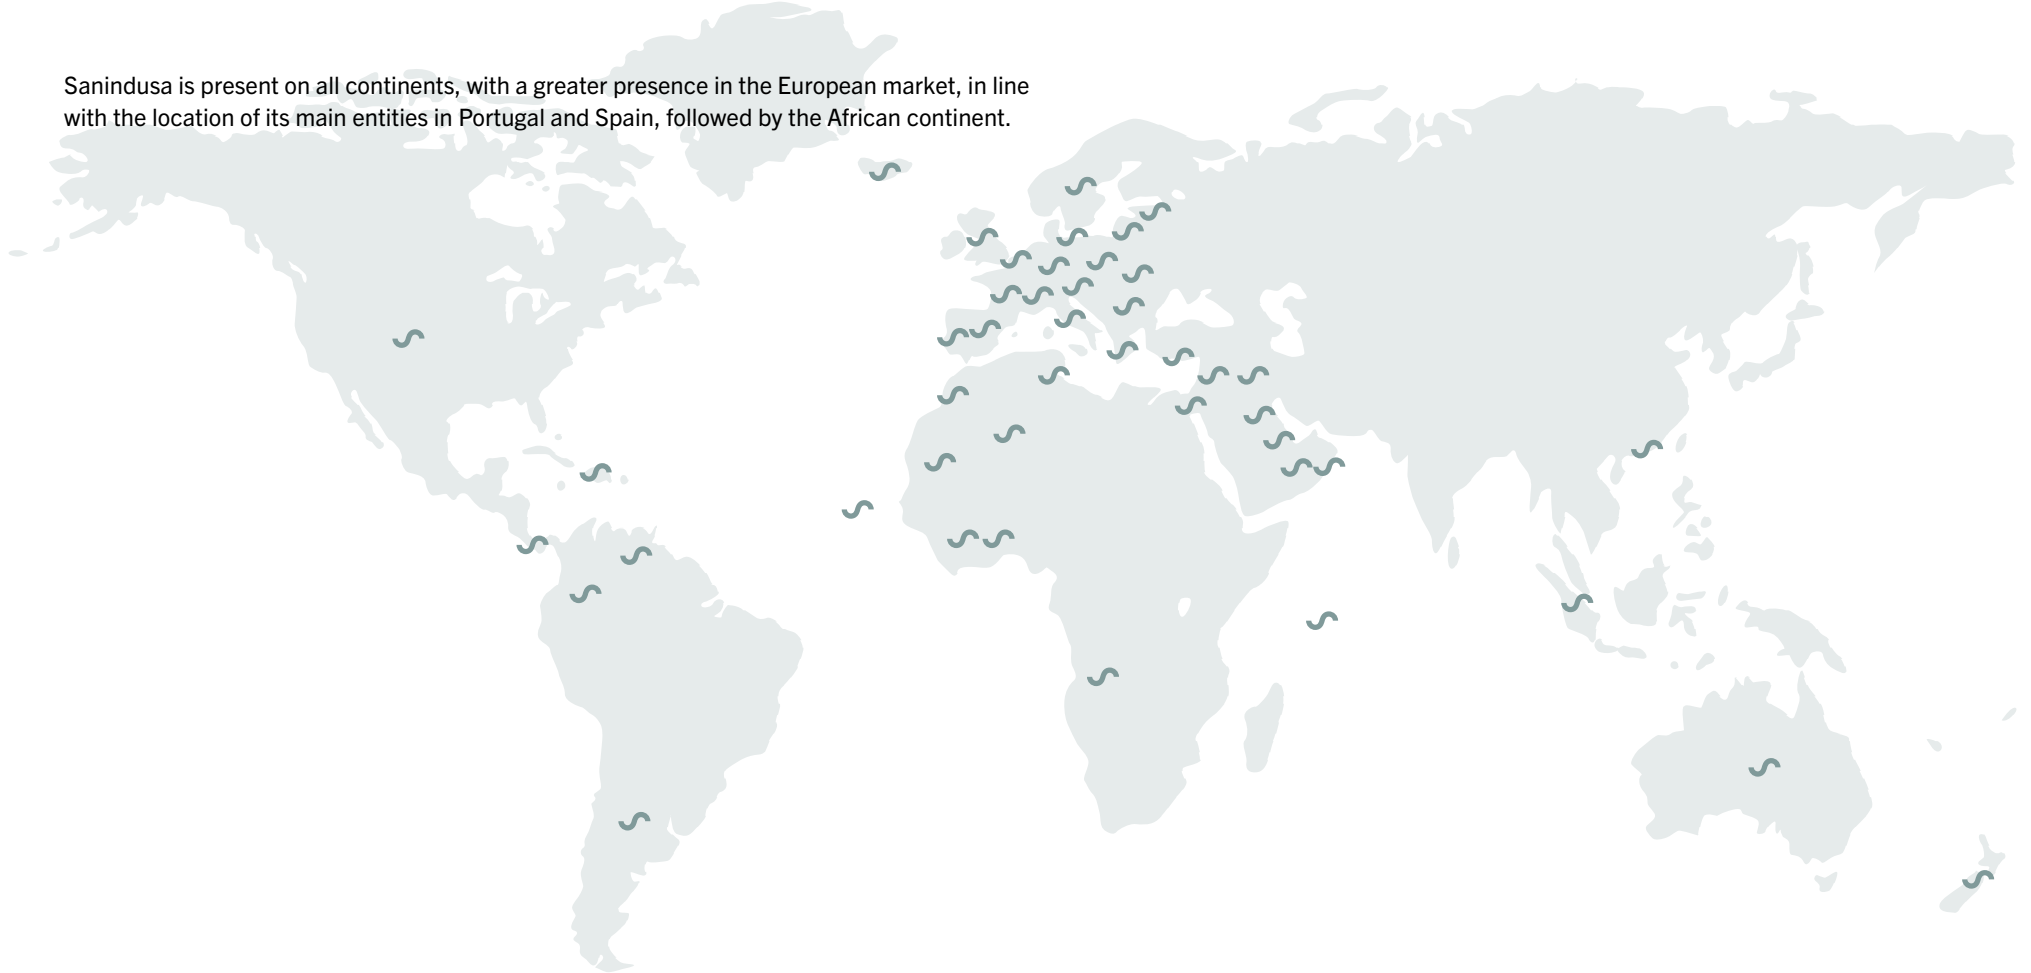 Sanindusa is present on all continents, with a greater presence in the European market, in line
with the location of its main entities in Portugal and Spain, followed by the African continent.